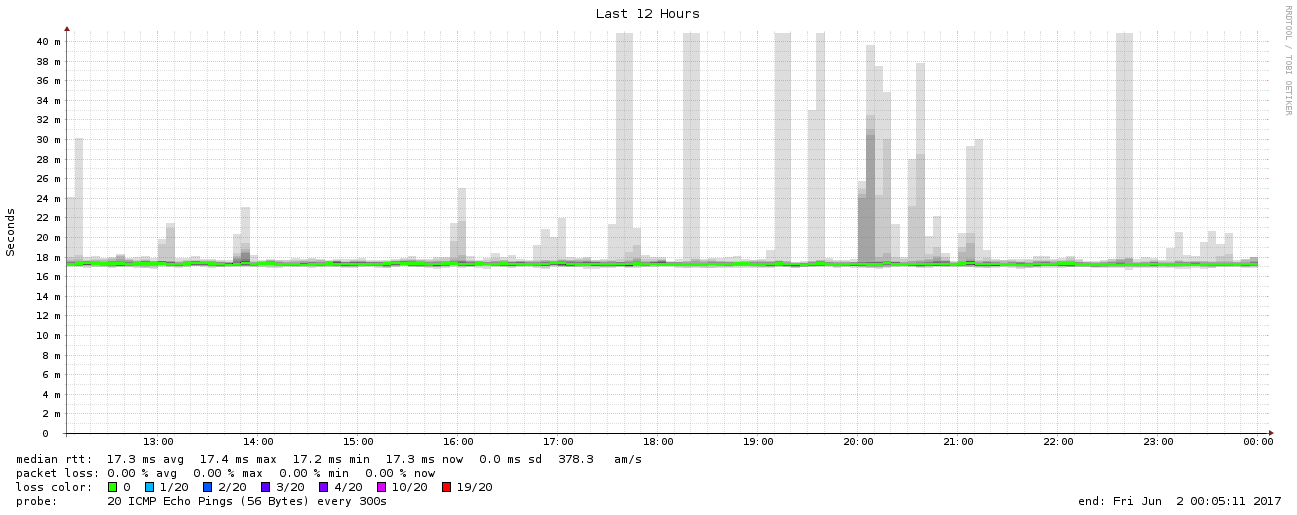 Last 12 Hours
RRDTOOL / TOBI OETIKER
Seconds
40 m
38 m
36 m
34 m
32 m
30 m
28 m
26 m
24 m
22 m
20 m
18 m
16 m
14 m
12 m
10 m
8 m
6 m
4 m
2 m
0
13:00 14:00 15:00 16:00 17:00 18:00 19:00 20:00 21:00 22:00 23:00 00:00
median rtt: 17.3 ms avg 17.4 ms max 17.2 ms min 17.3 ms now 0.0 ms sd 378.3 am/s
packet loss: 0.00 % avg 0.00 % max 0.00 % min 0.00 % now
loss color: 0 1/20 2/20 3/20 4/20 10/20 19/20
probe: 20 ICMP Echo Pings (56 Bytes) every 300s
end: Fri Jun 2 00:05:11 2017